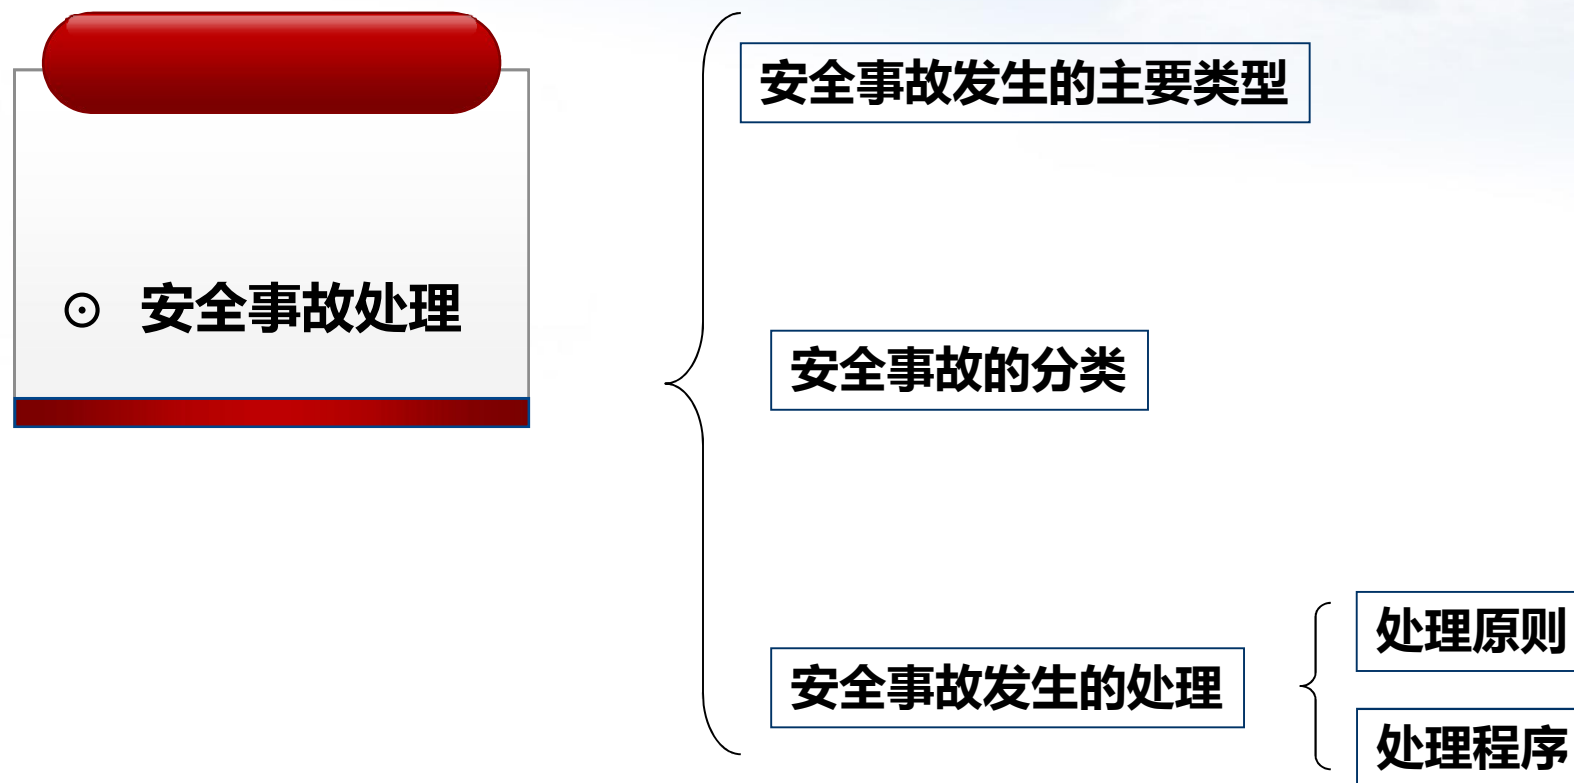 安全事故发生的主要类型
⊙ 安全事故处理
安全事故的分类
处理原则
安全事故发生的处理
处理程序